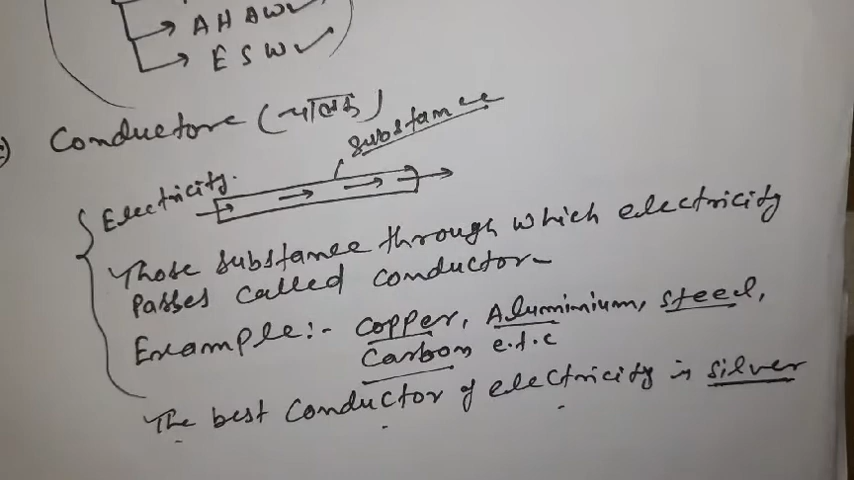 AHAW
ESW
Conductore (चालक)
Substance
Electricity.
Those substance through which electricity
Passes called conductor-
Example:- Copper, Aluminium, Steel,
Carbon e.t.c
The best Conductor of electricity is silver